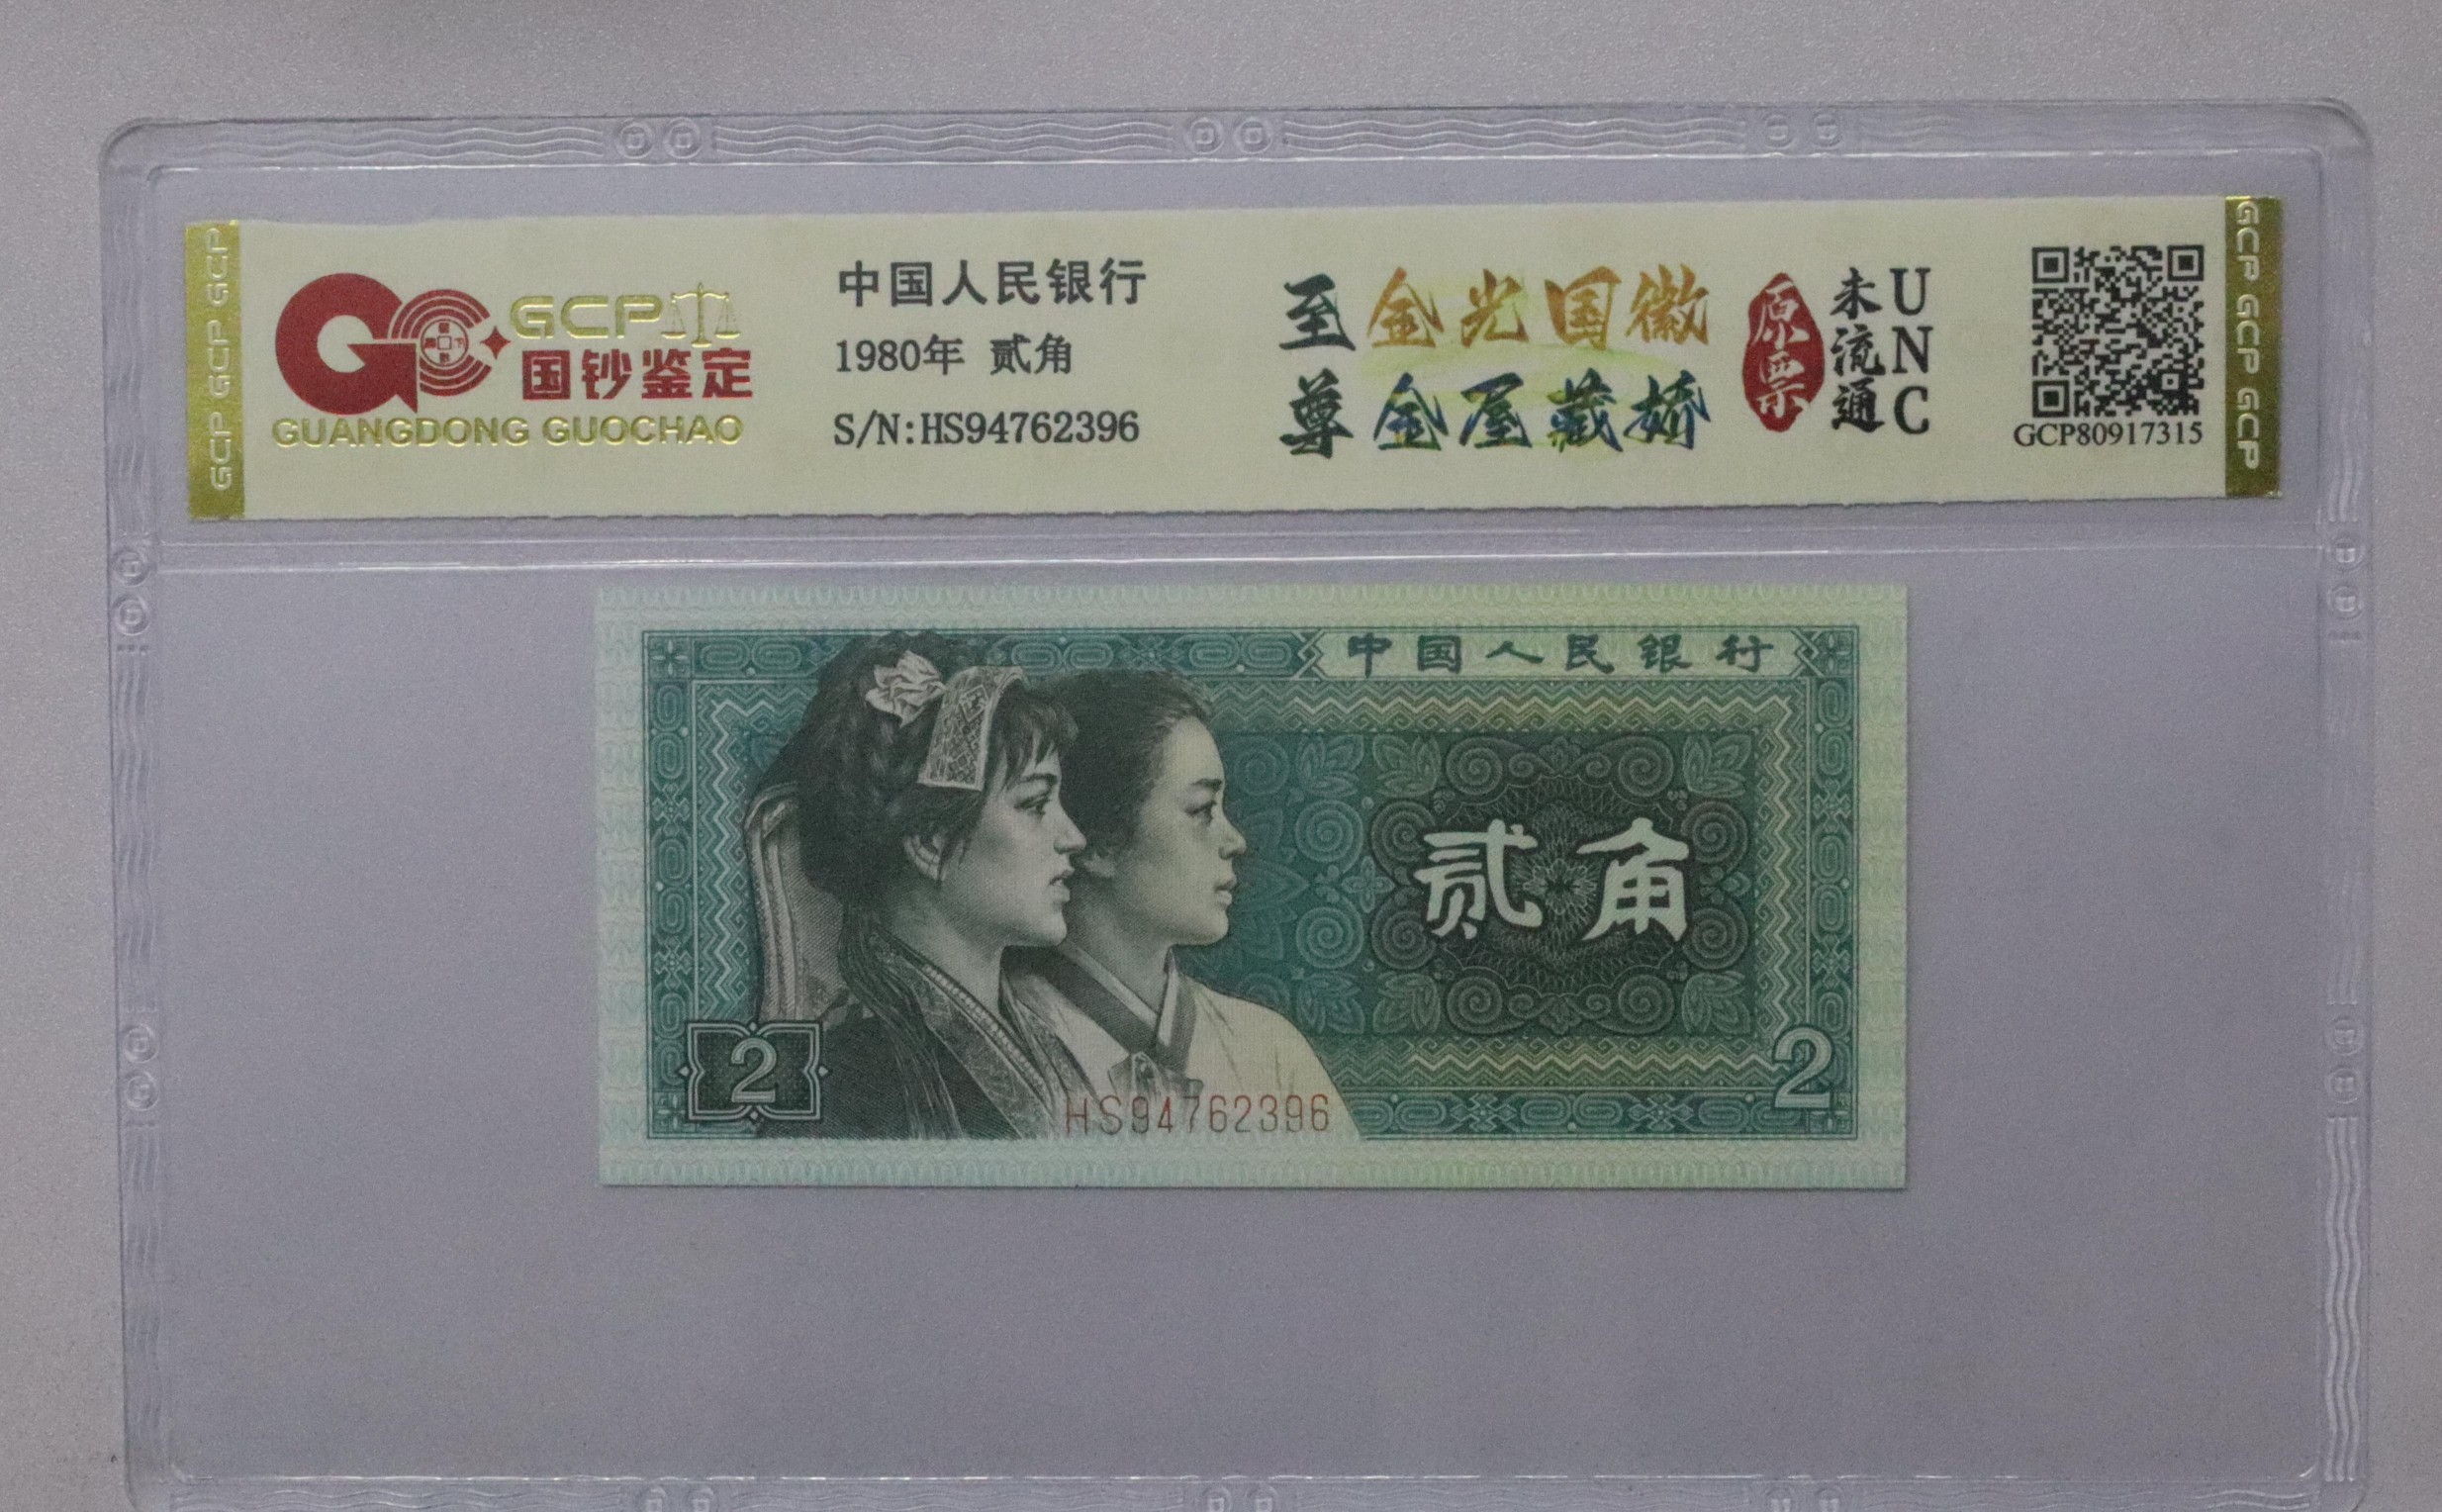 GCP
国钞鉴定
GUANGDONG GUOCHAO
中国人民银行
1980年 贰角
S/N:HS94762396
至尊
金光国徽
金屋藏娇
原票
未流通
UNC
GCP80917315
GCP GCP GCP
GCP GCP GCP
中国人民银行
贰角
2
2
HS94762396